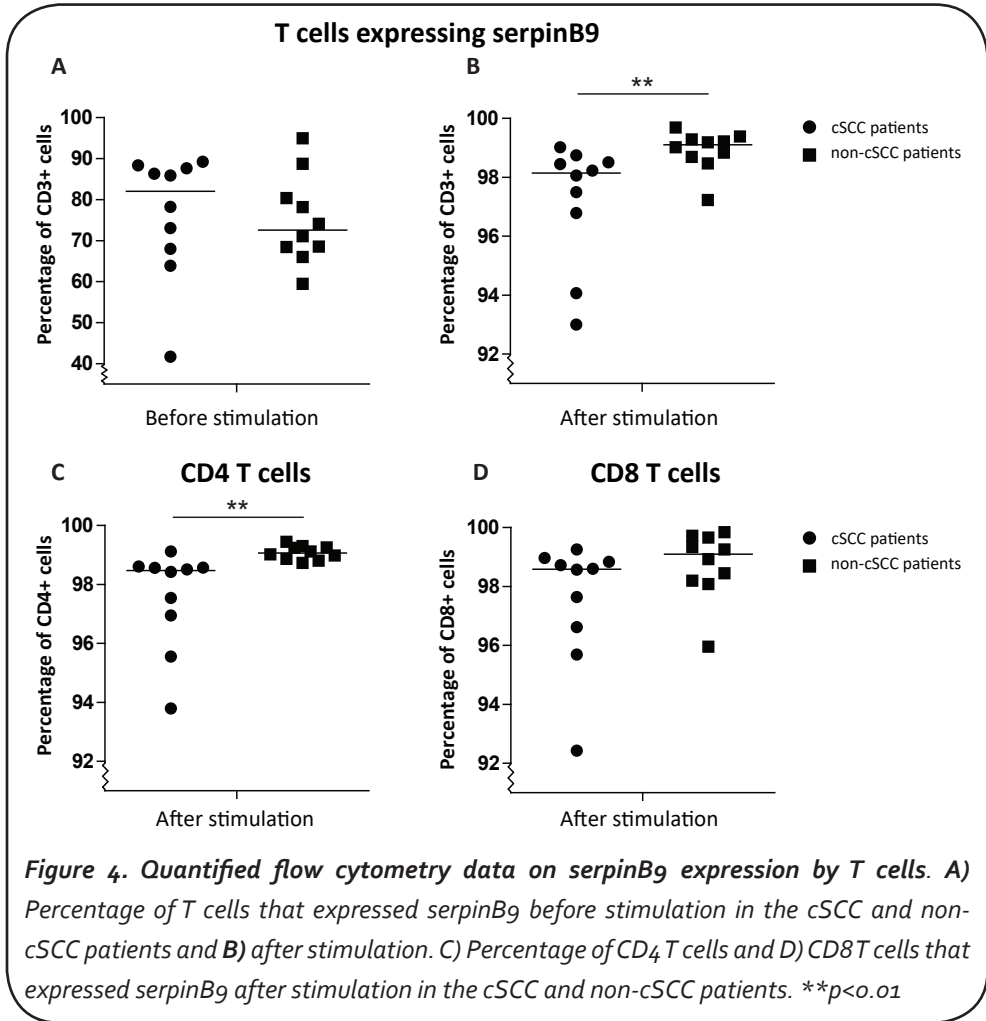 T cells expressing serpinB9
A
Percentage of CD3+ cells
100
90
80
70
60
50
40
Before stimulation
B
**
Percentage of CD3+ cells
100
98
96
94
92
After stimulation
cSCC patients
non-cSCC patients
C
CD4 T cells
**
Percentage of CD4+ cells
100
98
96
94
92
After stimulation
D
CD8 T cells
Percentage of CD8+ cells
100
98
96
94
92
After stimulation
cSCC patients
non-cSCC patients
Figure 4. Quantified flow cytometry data on serpinB9 expression by T cells. A)
Percentage of T cells that expressed serpinB9 before stimulation in the cSCC and non-
cSCC patients and B) after stimulation. C) Percentage of CD4 T cells and D) CD8 T cells that
expressed serpinB9 after stimulation in the cSCC and non-cSCC patients. **p<0.01